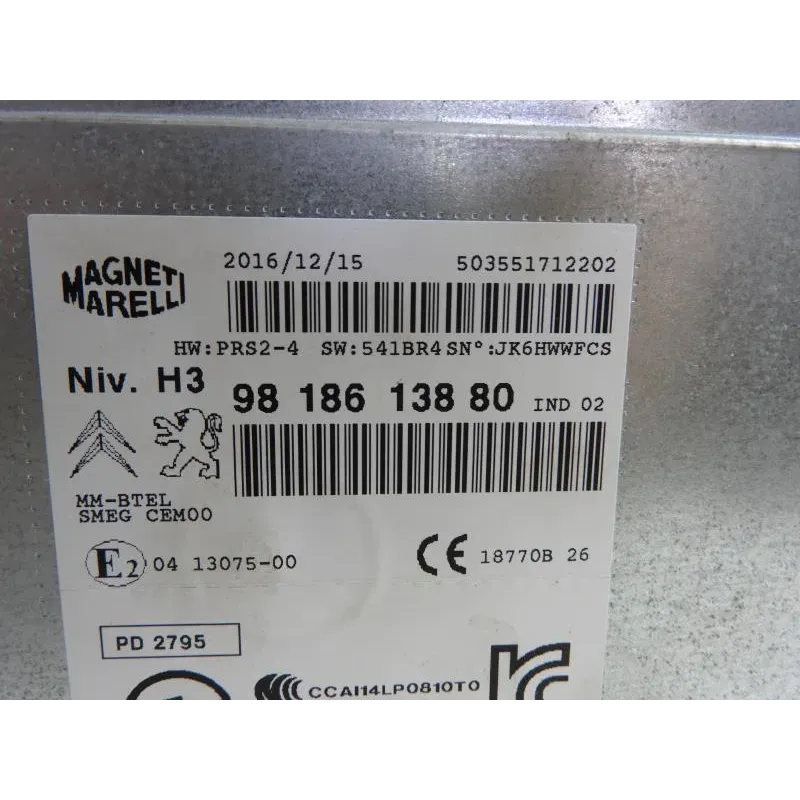 MAGNETI
MARELLI
2016/12/15 503551712202
HW:PRS2-4 SW:541BR4 SN°:JK6HWWFCS
Niv. H3 98 186 138 80 IND 02
MM-BTEL
SMEG CEM00
E2 04 13075-00 CE 18770B 26
PD 2795
CCAI14LP0810T0